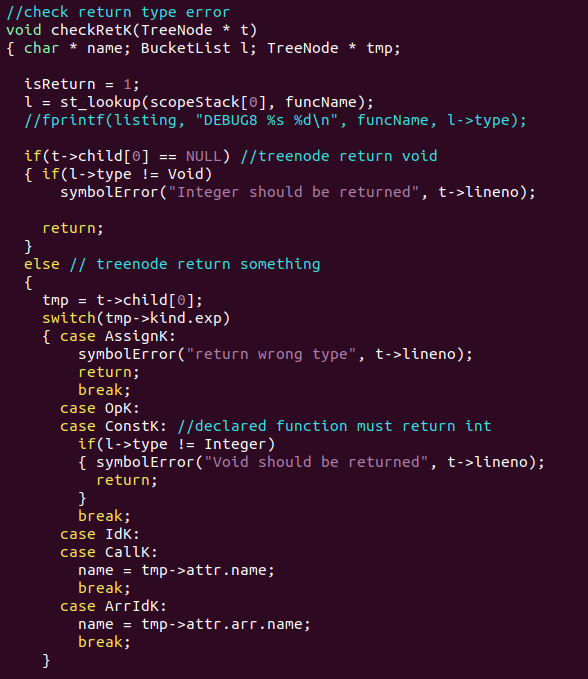 //check return type error
void checkRetK(TreeNode * t)
{ char * name; BucketList l; TreeNode * tmp;
isReturn = 1;
l = st_lookup(scopeStack[0], funcName);
//fprintf(listing, "DEBUG8 %s %d\n", funcName, l->type);
if(t->child[0] == NULL) //treenode return void
{ if(l->type != Void)
symbolError("Integer should be returned", t->lineno);
return;
}
else // treenode return something
{
tmp = t->child[0];
switch(tmp->kind.exp)
{ case AssignK:
symbolError("return wrong type", t->lineno);
return;
break;
case OpK:
case ConstK: //declared function must return int
if(l->type != Integer)
{ symbolError("Void should be returned", t->lineno);
return;
}
break;
case IdK:
case CallK:
name = tmp->attr.name;
break;
case ArrIdK:
name = tmp->attr.arr.name;
break;
}